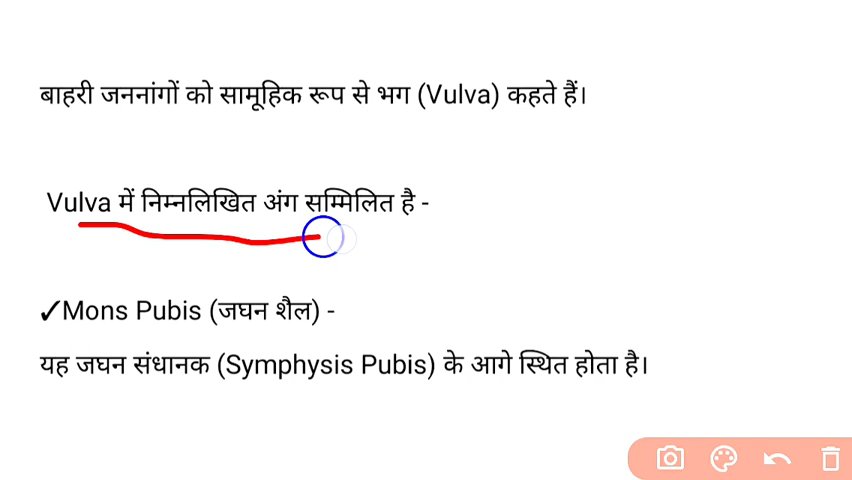 बाहरी जननांगों को सामूहिक रूप से भग (Vulva) कहते हैं।
Vulva में निम्नलिखित अंग सम्मिलित है -
✓Mons Pubis (जघन शैल) -
यह जघन संधानक (Symphysis Pubis) के आगे स्थित होता है।